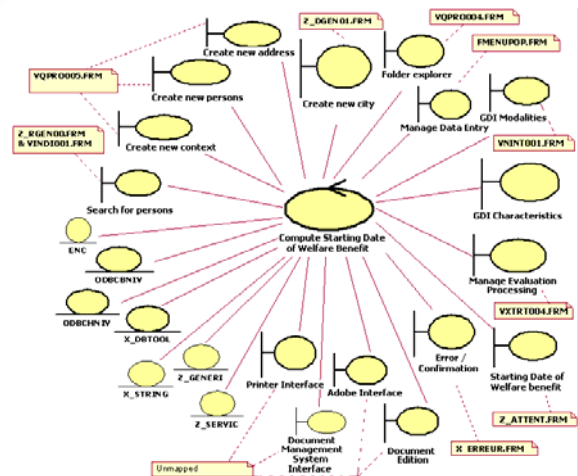 Z_DGEN01.FRM
VQPRO004.FRM
FMENUPOP.FRM
Create new address
Folder explorer
VQPRO005.FRM
Create new persons
Create new city
GDI Modalities
Manage Data Entry
Z_RGEN00.FRM
& VINDI001.FRM
Create new context
VNINT001.FRM
Search for persons
GDI Characteristics
ENC
Compute Starting Date
of Welfare Benefit
ODBCBNIV
Manage Evaluation
Processing
ODBCHNIV
X_DBTOOL
VXTRT004.FRM
Error /
Confirmation
Z_GENERI
Printer Interface
Adobe Interface
Starting Date of
Welfare benefit
X_STRING
Z_SERVIC
Z_ATTENT.FRM
Document
Management
System
Interface
Document
Edition
X_ERREUR.FRM
Unmapped